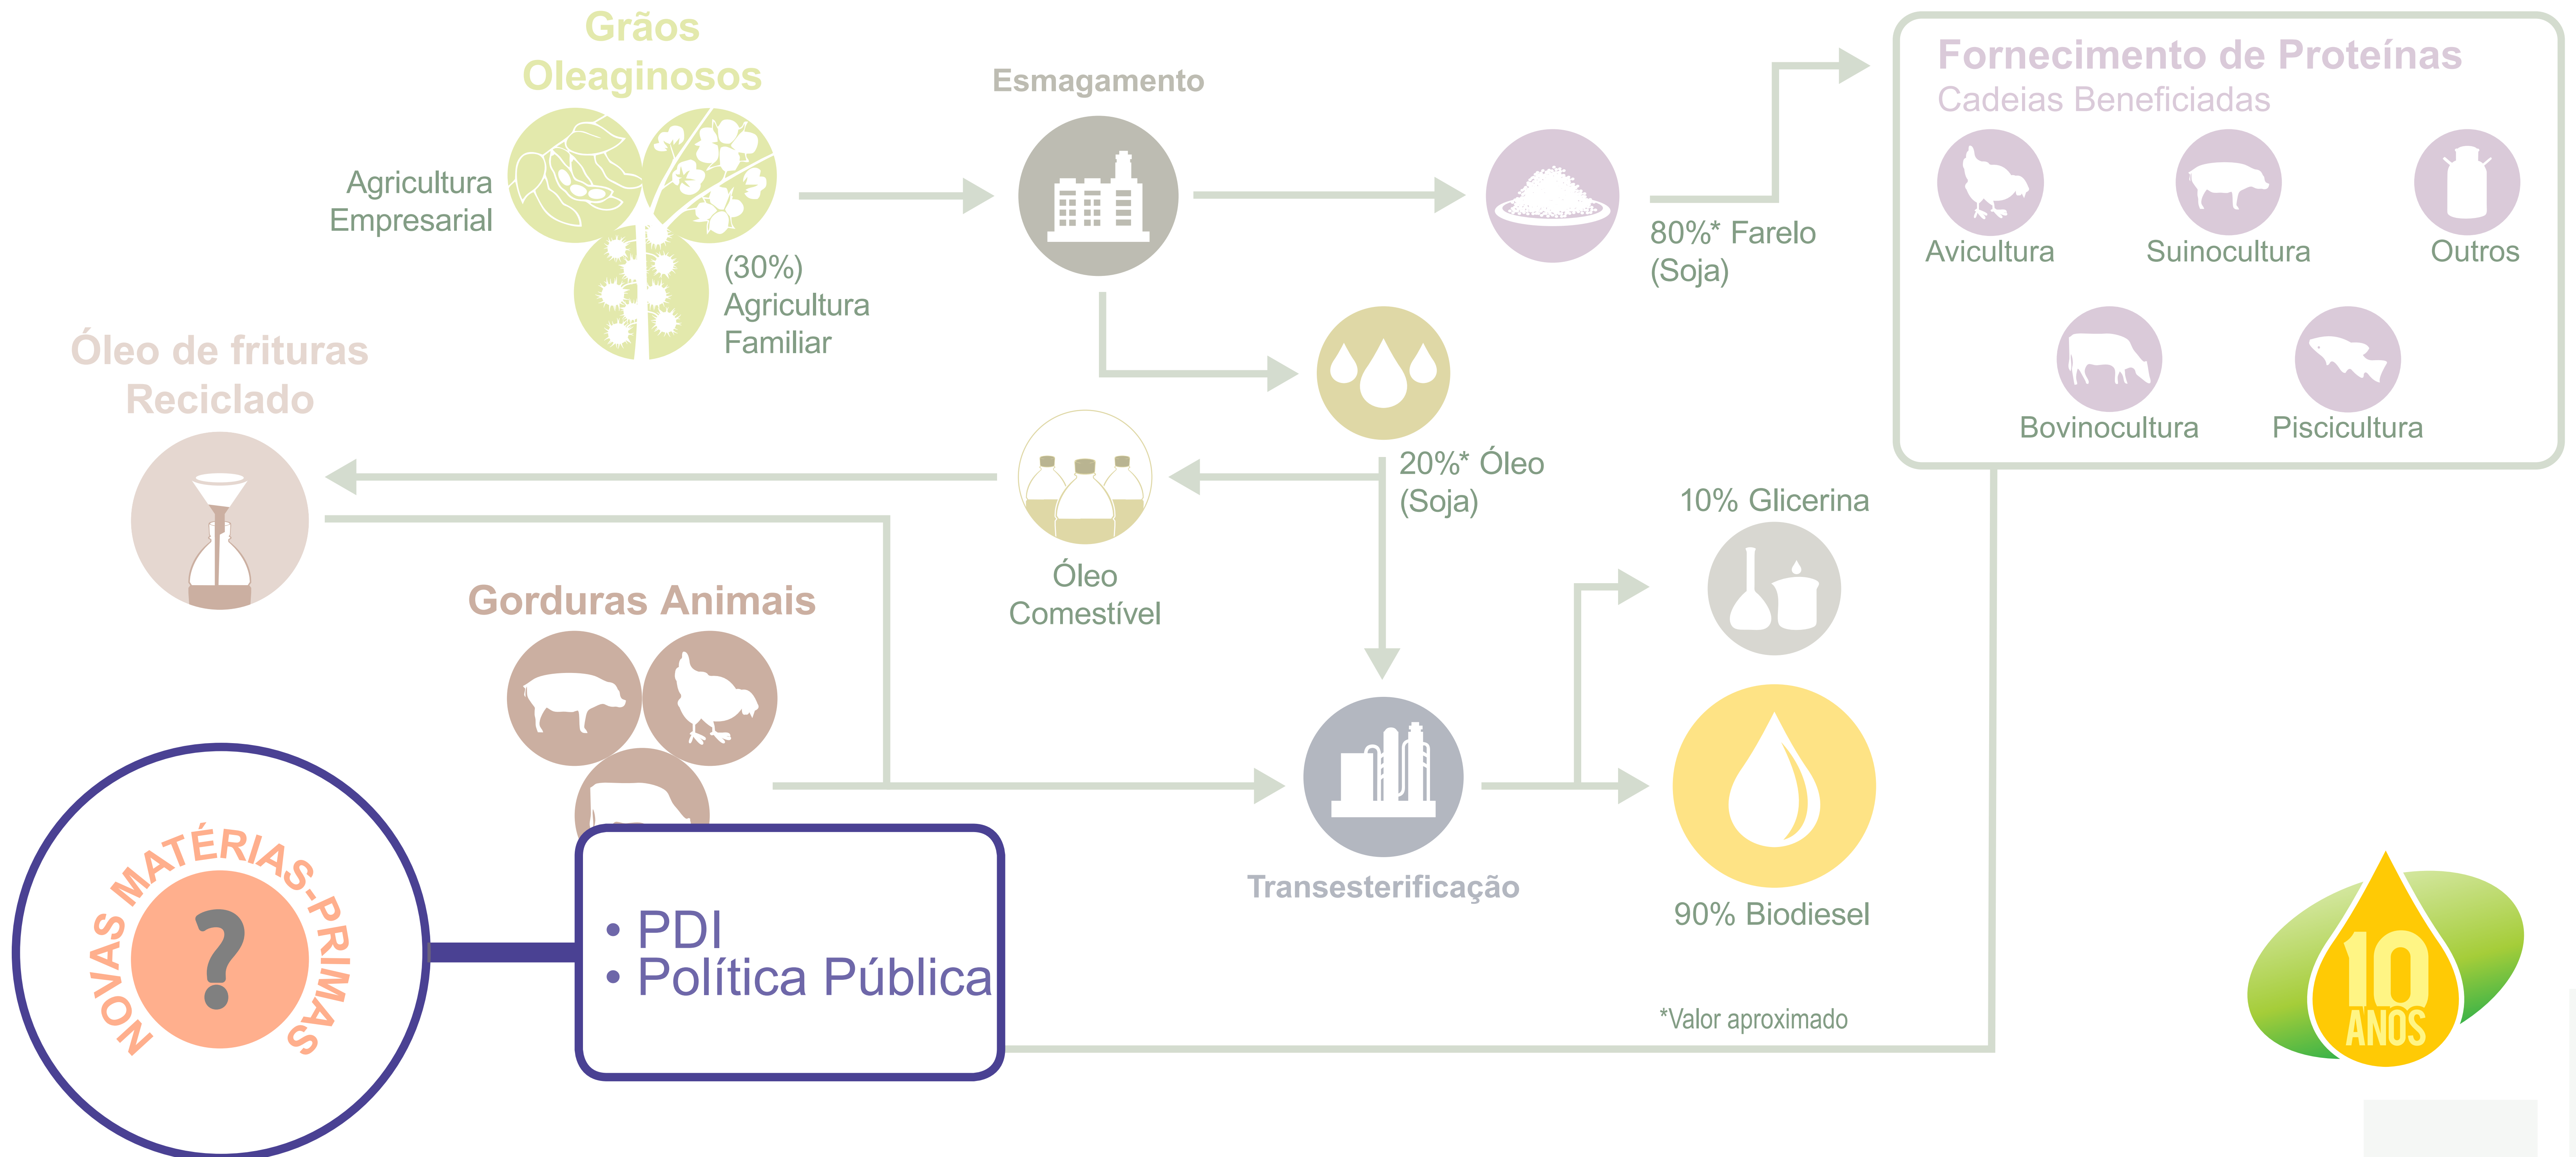 Grãos
Oleaginosos
Agricultura
Empresarial
(30%)
Agricultura
Familiar
Esmagamento
80%* Farelo
(Soja)
Fornecimento de Proteínas
Cadeias Beneficiadas
Avicultura
Suinocultura
Outros
Bovinocultura
Piscicultura
Óleo de frituras
Reciclado
20%* Óleo
(Soja)
Óleo
Comestível
10% Glicerina
Gorduras Animais
Transesterificação
90% Biodiesel
NOVAS MATÉRIAS-PRIMAS
?
• PDI
• Política Pública
*Valor aproximado
10
ANOS